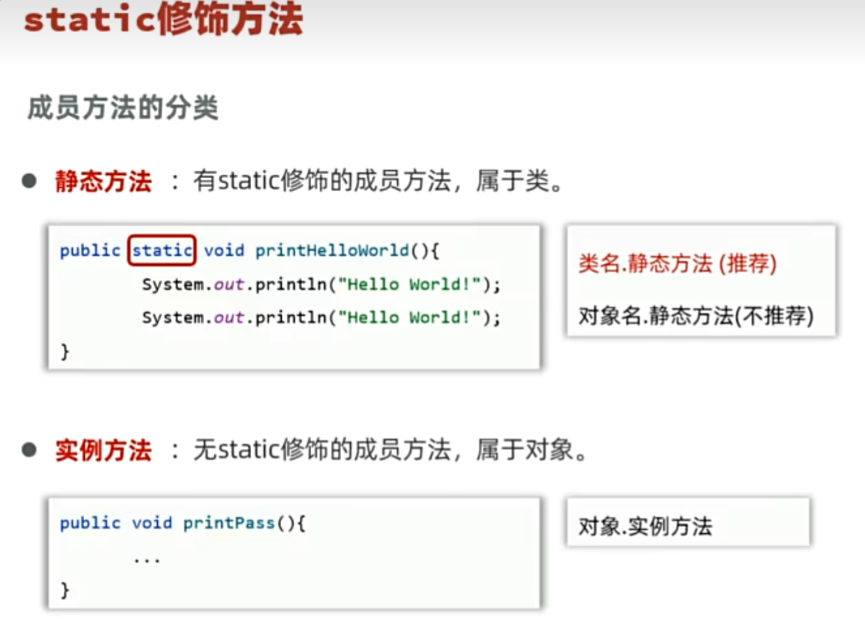 static修饰方法
成员方法的分类
● 静态方法 ：有static修饰的成员方法，属于类。
public static void printHelloWorld(){
System.out.println("Hello World!");
System.out.println("Hello World!");
}
类名.静态方法 (推荐)
对象名.静态方法(不推荐)
● 实例方法 ：无static修饰的成员方法，属于对象。
public void printPass(){
...
}
对象.实例方法